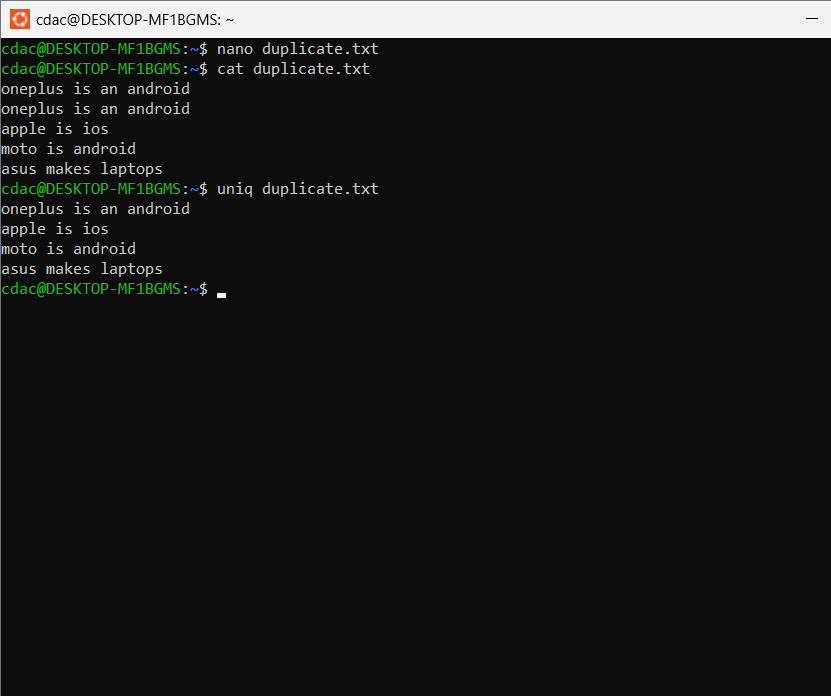 cdac@DESKTOP-MF1BGMS: ~
cdac@DESKTOP-MF1BGMS:~$ nano duplicate.txt
cdac@DESKTOP-MF1BGMS:~$ cat duplicate.txt
oneplus is an android
oneplus is an android
apple is ios
moto is android
asus makes laptops
cdac@DESKTOP-MF1BGMS:~$ uniq duplicate.txt
oneplus is an android
apple is ios
moto is android
asus makes laptops
cdac@DESKTOP-MF1BGMS:~$